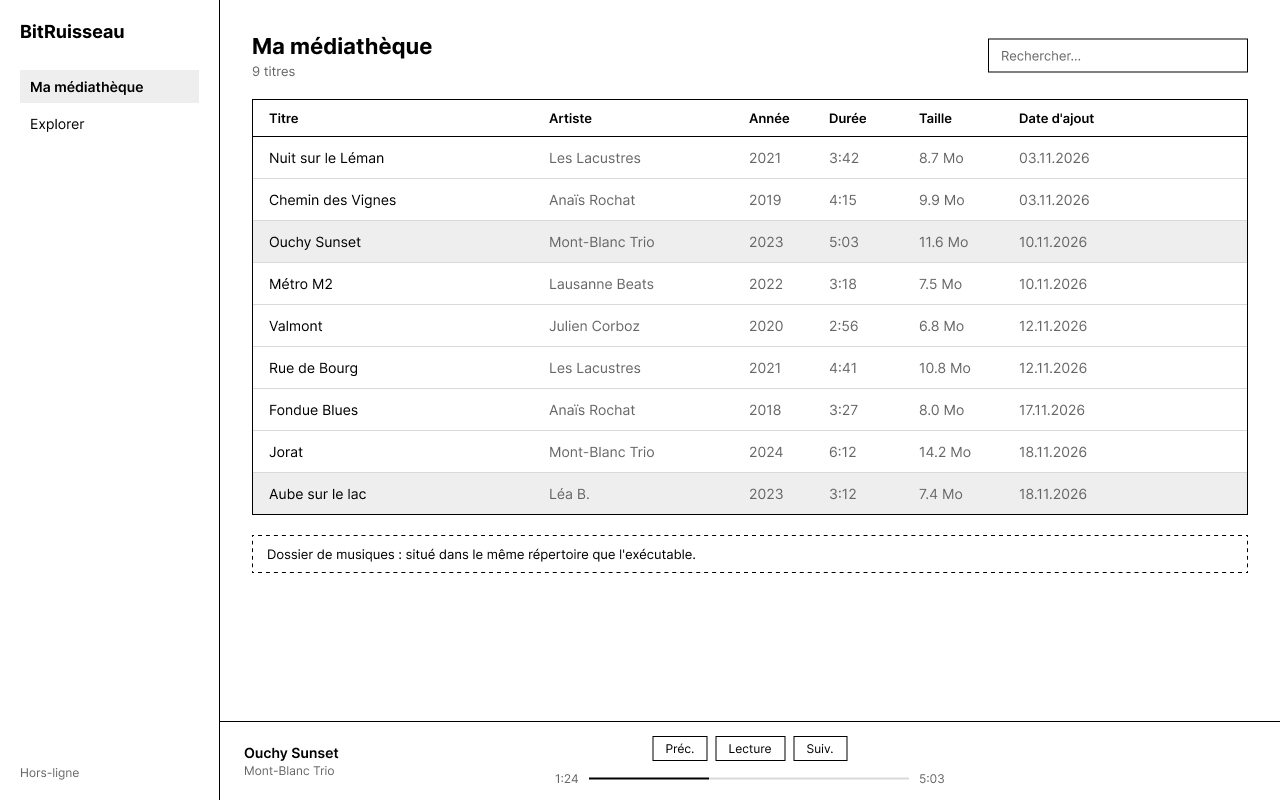 BitRuisseau
Ma médiathèque
Explorer
Hors-ligne
Ma médiathèque
9 titres
Rechercher...
Titre Artiste Année Durée Taille Date d'ajout
Nuit sur le Léman Les Lacustres 2021 3:42 8.7 Mo 03.11.2026
Chemin des Vignes Anaïs Rochat 2019 4:15 9.9 Mo 03.11.2026
Ouchy Sunset Mont-Blanc Trio 2023 5:03 11.6 Mo 10.11.2026
Métro M2 Lausanne Beats 2022 3:18 7.5 Mo 10.11.2026
Valmont Julien Corboz 2020 2:56 6.8 Mo 12.11.2026
Rue de Bourg Les Lacustres 2021 4:41 10.8 Mo 12.11.2026
Fondue Blues Anaïs Rochat 2018 3:27 8.0 Mo 17.11.2026
Jorat Mont-Blanc Trio 2024 6:12 14.2 Mo 18.11.2026
Aube sur le lac Léa B. 2023 3:12 7.4 Mo 18.11.2026
Dossier de musiques : situé dans le même répertoire que l'exécutable.
Ouchy Sunset
Mont-Blanc Trio
Préc. Lecture Suiv.
1:24 5:03